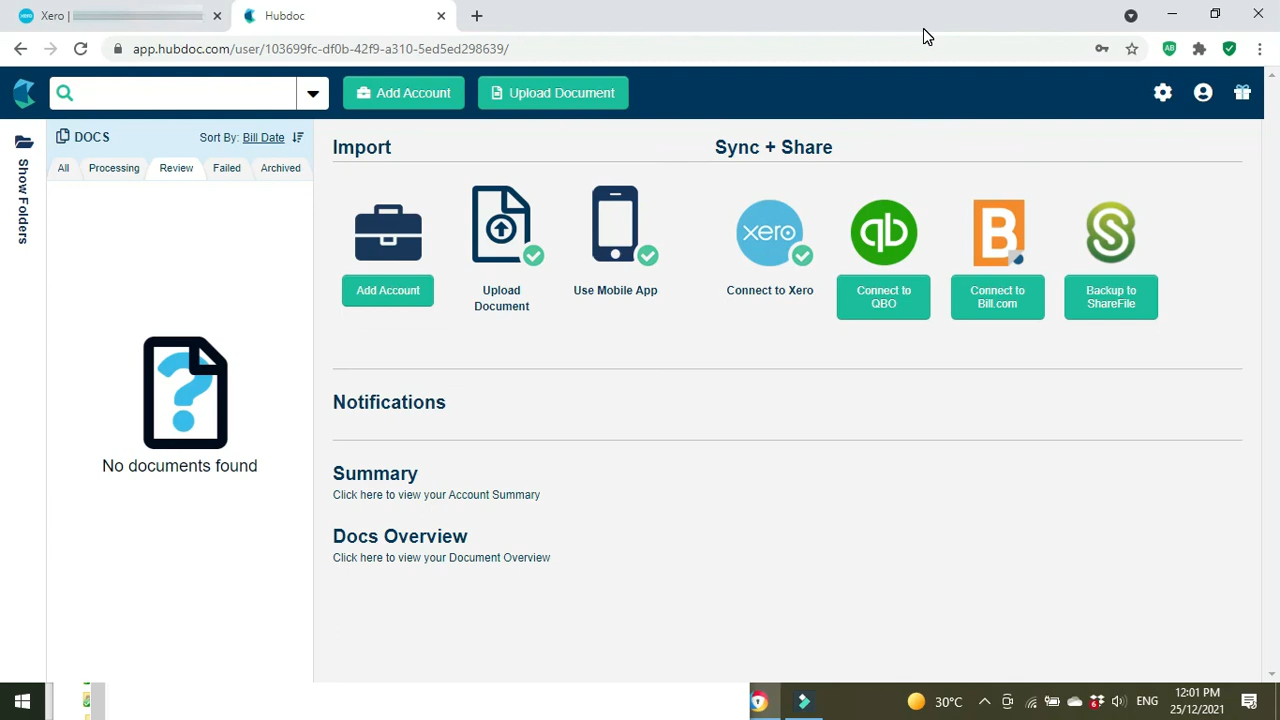 Xero |
Hubdoc
app.hubdoc.com/user/103699fc-df0b-42f9-a310-5ed5ed298639/
AB
Add Account
Upload Document
DOCS
Sort By: Bill Date
All
Processing
Review
Failed
Archived
Show Folders
No documents found
Import
Sync + Share
xero
qb
B
S
Add Account
Upload
Document
Use Mobile App
Connect to Xero
Connect to
QBO
Connect to
Bill.com
Backup to
ShareFile
Notifications
Summary
Click here to view your Account Summary
Docs Overview
Click here to view your Document Overview
30°C
ENG
12:01 PM
25/12/2021